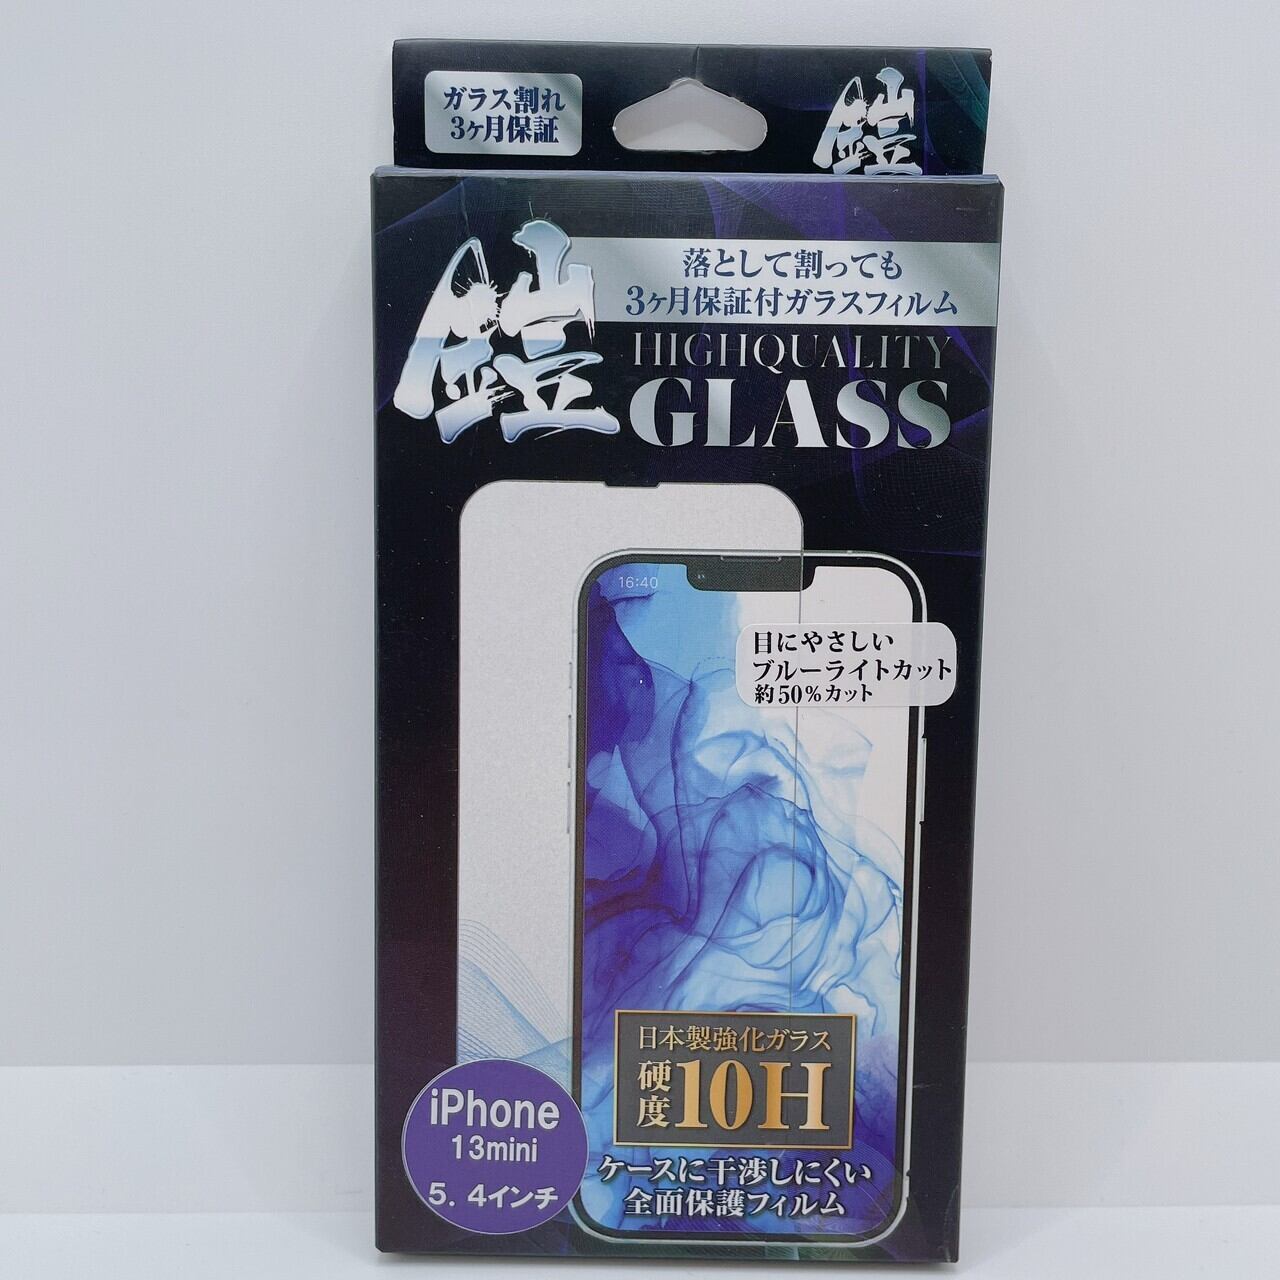 ガラス割れ
3ヶ月保証
鎧
鎧
落として割っても
3ヶ月保証付ガラスフィルム
HIGHQUALITY
GLASS
16:40
目にやさしい
ブルーライトカット
約50%カット
日本製強化ガラス
硬度10H
iPhone
13mini
5.4インチ
ケースに干渉しにくい
全面保護フィルム